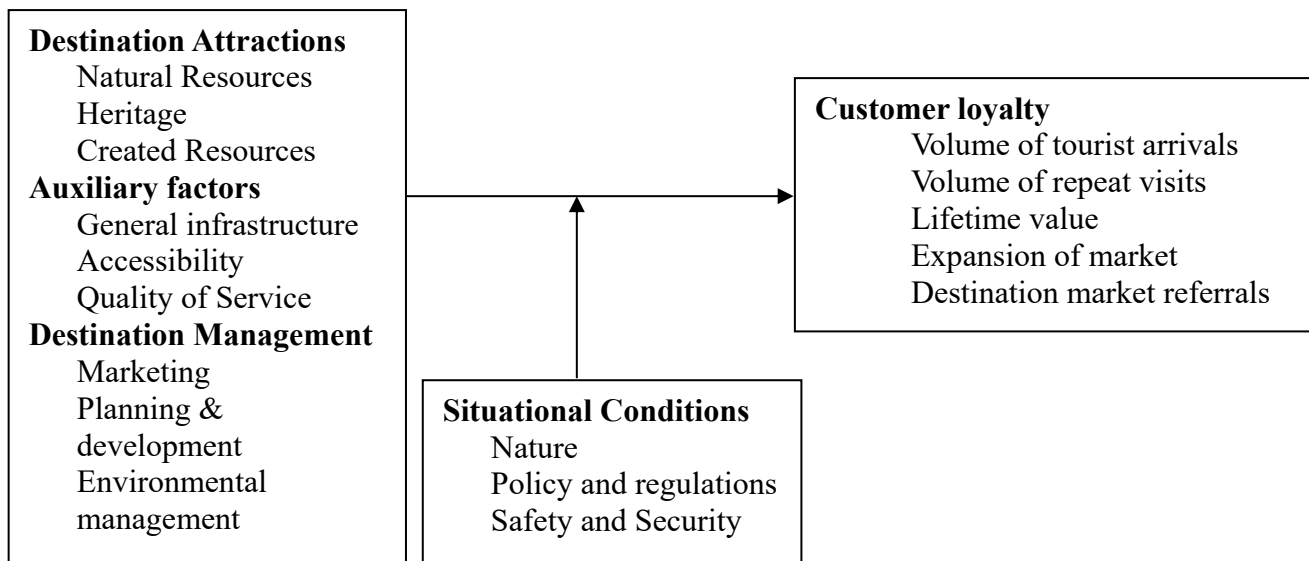 Destination Attractions
Natural Resources
Heritage
Created Resources
Auxiliary factors
General infrastructure
Accessibility
Quality of Service
Destination Management
Marketing
Planning &
development
Environmental
management
Situational Conditions
Nature
Policy and regulations
Safety and Security
Customer loyalty
Volume of tourist arrivals
Volume of repeat visits
Lifetime value
Expansion of market
Destination market referrals